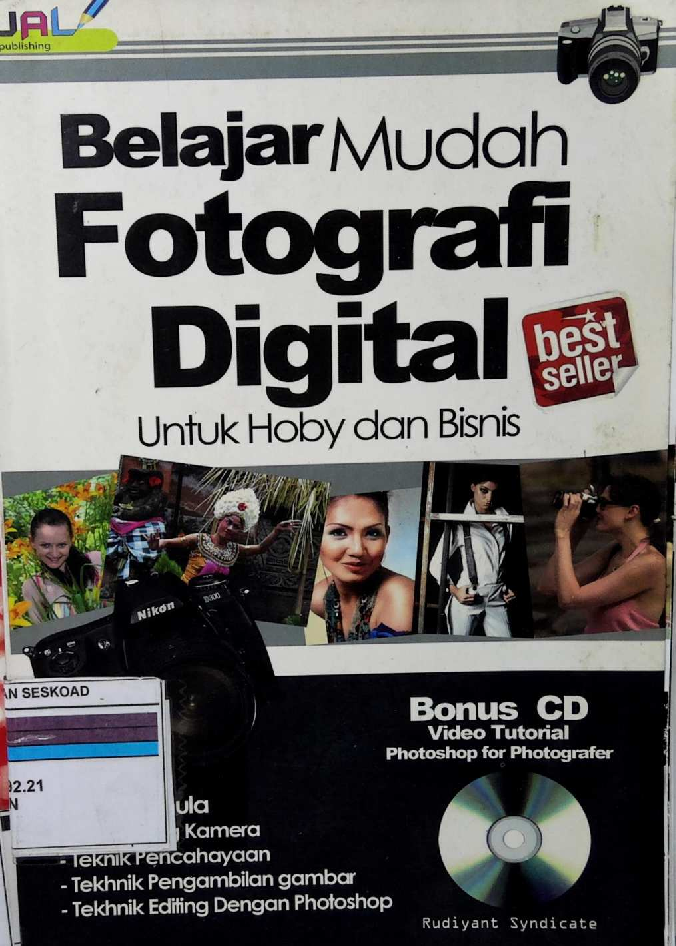 publishing
Belajar Mudah
Fotografi
Digital
best
seller
Untuk Hoby dan Bisnis
Nikon
AN SESKOAD
Bonus CD
Video Tutorial
Photoshop for Photografer
92.21
N
ula
Kamera
- Teknik Pencahayaan
- Tekhnik Pengambilan gambar
- Tekhnik Editing Dengan Photoshop
Rudiyant Syndicate